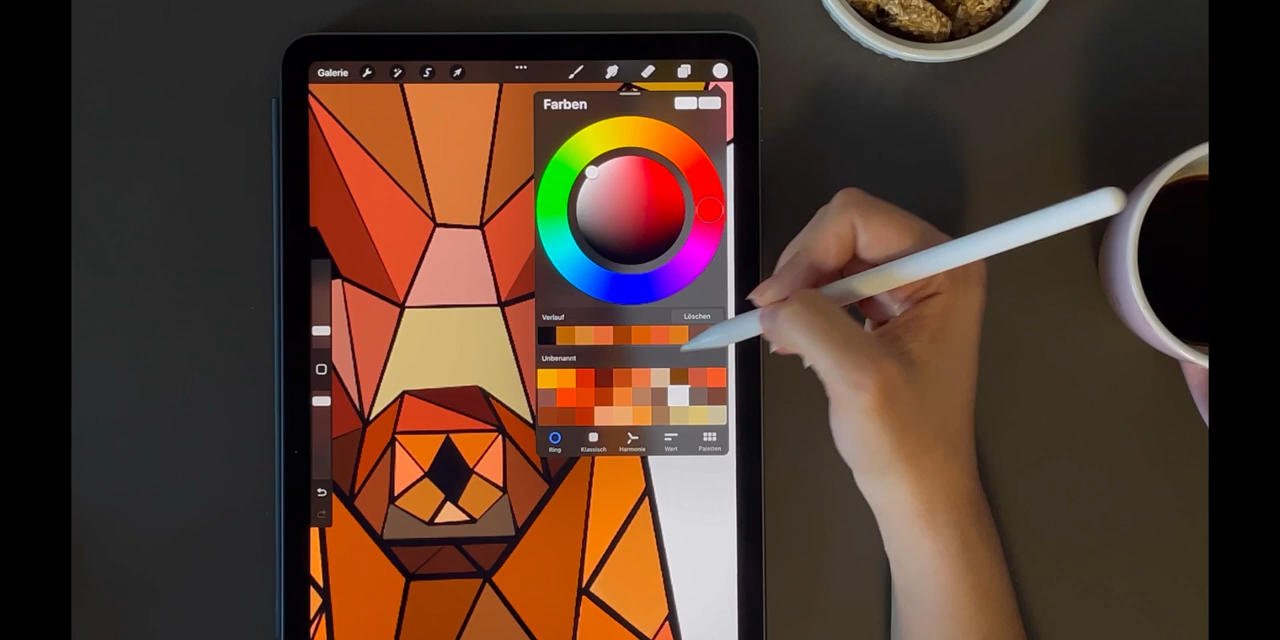 Galerie
Farben
Verlauf
Löschen
Unbenannt
Ring
Klassisch
Harmonie
Wert
Paletten